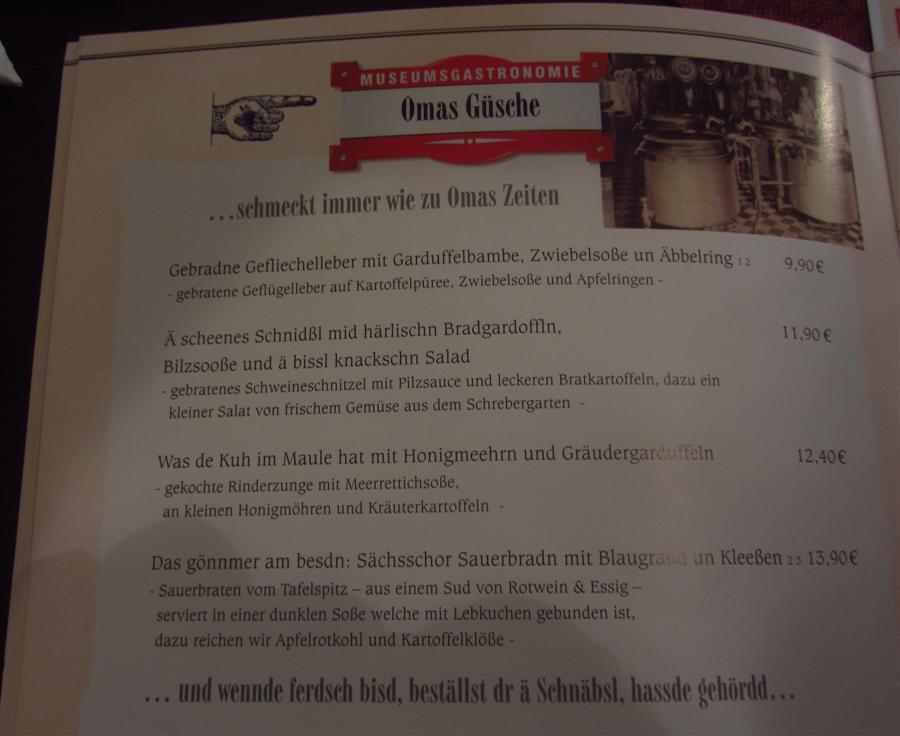 MUSEUMSGASTRONOMIE
Omas Güsche
...schmeckt immer wie zu Omas Zeiten
Gebradne Gefliechelleber mit Garduffelbambe, Zwiebelsoße un Äbbelring 1 2 9,90€
- gebratene Geflügelleber auf Kartoffelpüree, Zwiebelsoße und Apfelringen -
Ä scheenes Schnidßl mid härlischn Bradgardoffln, 11,90€
Bilzsooße und ä bissl knackschn Salad
- gebratenes Schweineschnitzel mit Pilzsauce und leckeren Bratkartoffeln, dazu ein
kleiner Salat von frischem Gemüse aus dem Schrebergarten -
Was de Kuh im Maule hat mit Honigmeehrn und Gräudergarduffeln 12,40€
- gekochte Rinderzunge mit Meerrettichsoße,
an kleinen Honigmöhren und Kräuterkartoffeln -
Das gönnmer am besdn: Sächsschor Sauerbradn mit Blaugraud un Kleeßen 2 3 13,90€
- Sauerbraten vom Tafelspitz – aus einem Sud von Rotwein & Essig –
serviert in einer dunklen Soße welche mit Lebkuchen gebunden ist,
dazu reichen wir Apfelrotkohl und Kartoffelklöße -
... und wennde ferdsch bisd, beställst dr ä Schnäbsl, hassde gehördd...